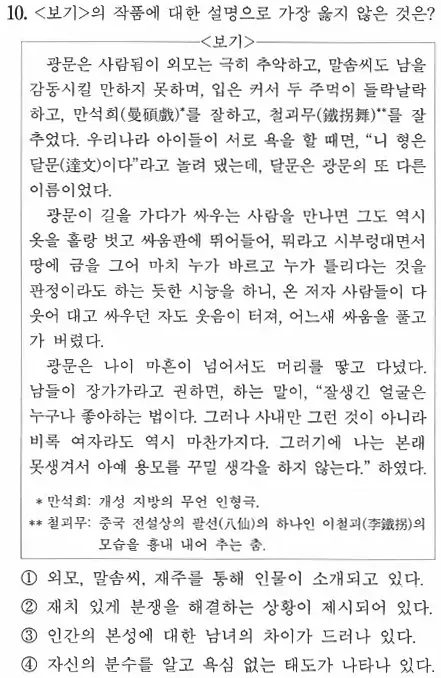 10. <보기>의 작품에 대한 설명으로 가장 옳지 않은 것은?
<보기>
광문은 사람됨이 외모는 극히 추악하고, 말솜씨도 남을
감동시킬 만하지 못하며, 입은 커서 두 주먹이 들락날락
하고, 만석희(曼碩戲)*를 잘하고, 철괴무(鐵拐舞)**를 잘
추었다. 우리나라 아이들이 서로 욕을 할 때면, “니 형은
달문(達文)이다”라고 놀려 댔는데, 달문은 광문의 또 다른
이름이었다.
광문이 길을 가다가 싸우는 사람을 만나면 그도 역시
옷을 홀랑 벗고 싸움판에 뛰어들어, 뭐라고 시부렁대면서
땅에 금을 그어 마치 누가 바르고 누가 틀리다는 것을
판정이라도 하는 듯한 시능을 하니, 온 저자 사람들이 다
웃어 대고 싸우던 자도 웃음이 터져, 어느새 싸움을 풀고
가 버렸다.
광문은 나이 마흔이 넘어서도 머리를 땋고 다녔다.
남들이 장가가라고 권하면, 하는 말이, “잘생긴 얼굴은
누구나 좋아하는 법이다. 그러나 사내만 그런 것이 아니라
비록 여자라도 역시 마찬가지다. 그러기에 나는 본래
못생겨서 아예 용모를 꾸밀 생각을 하지 않는다.” 하였다.
* 만석희: 개성 지방의 무언 인형극.
** 철괴무: 중국 전설상의 팔선(八仙)의 하나인 이철괴(李鐵拐)의
모습을 흉내 내어 추는 춤.
① 외모, 말솜씨, 재주를 통해 인물이 소개되고 있다.
② 재치 있게 분쟁을 해결하는 상황이 제시되어 있다.
③ 인간의 본성에 대한 남녀의 차이가 드러나 있다.
④ 자신의 분수를 알고 욕심 없는 태도가 나타나 있다.